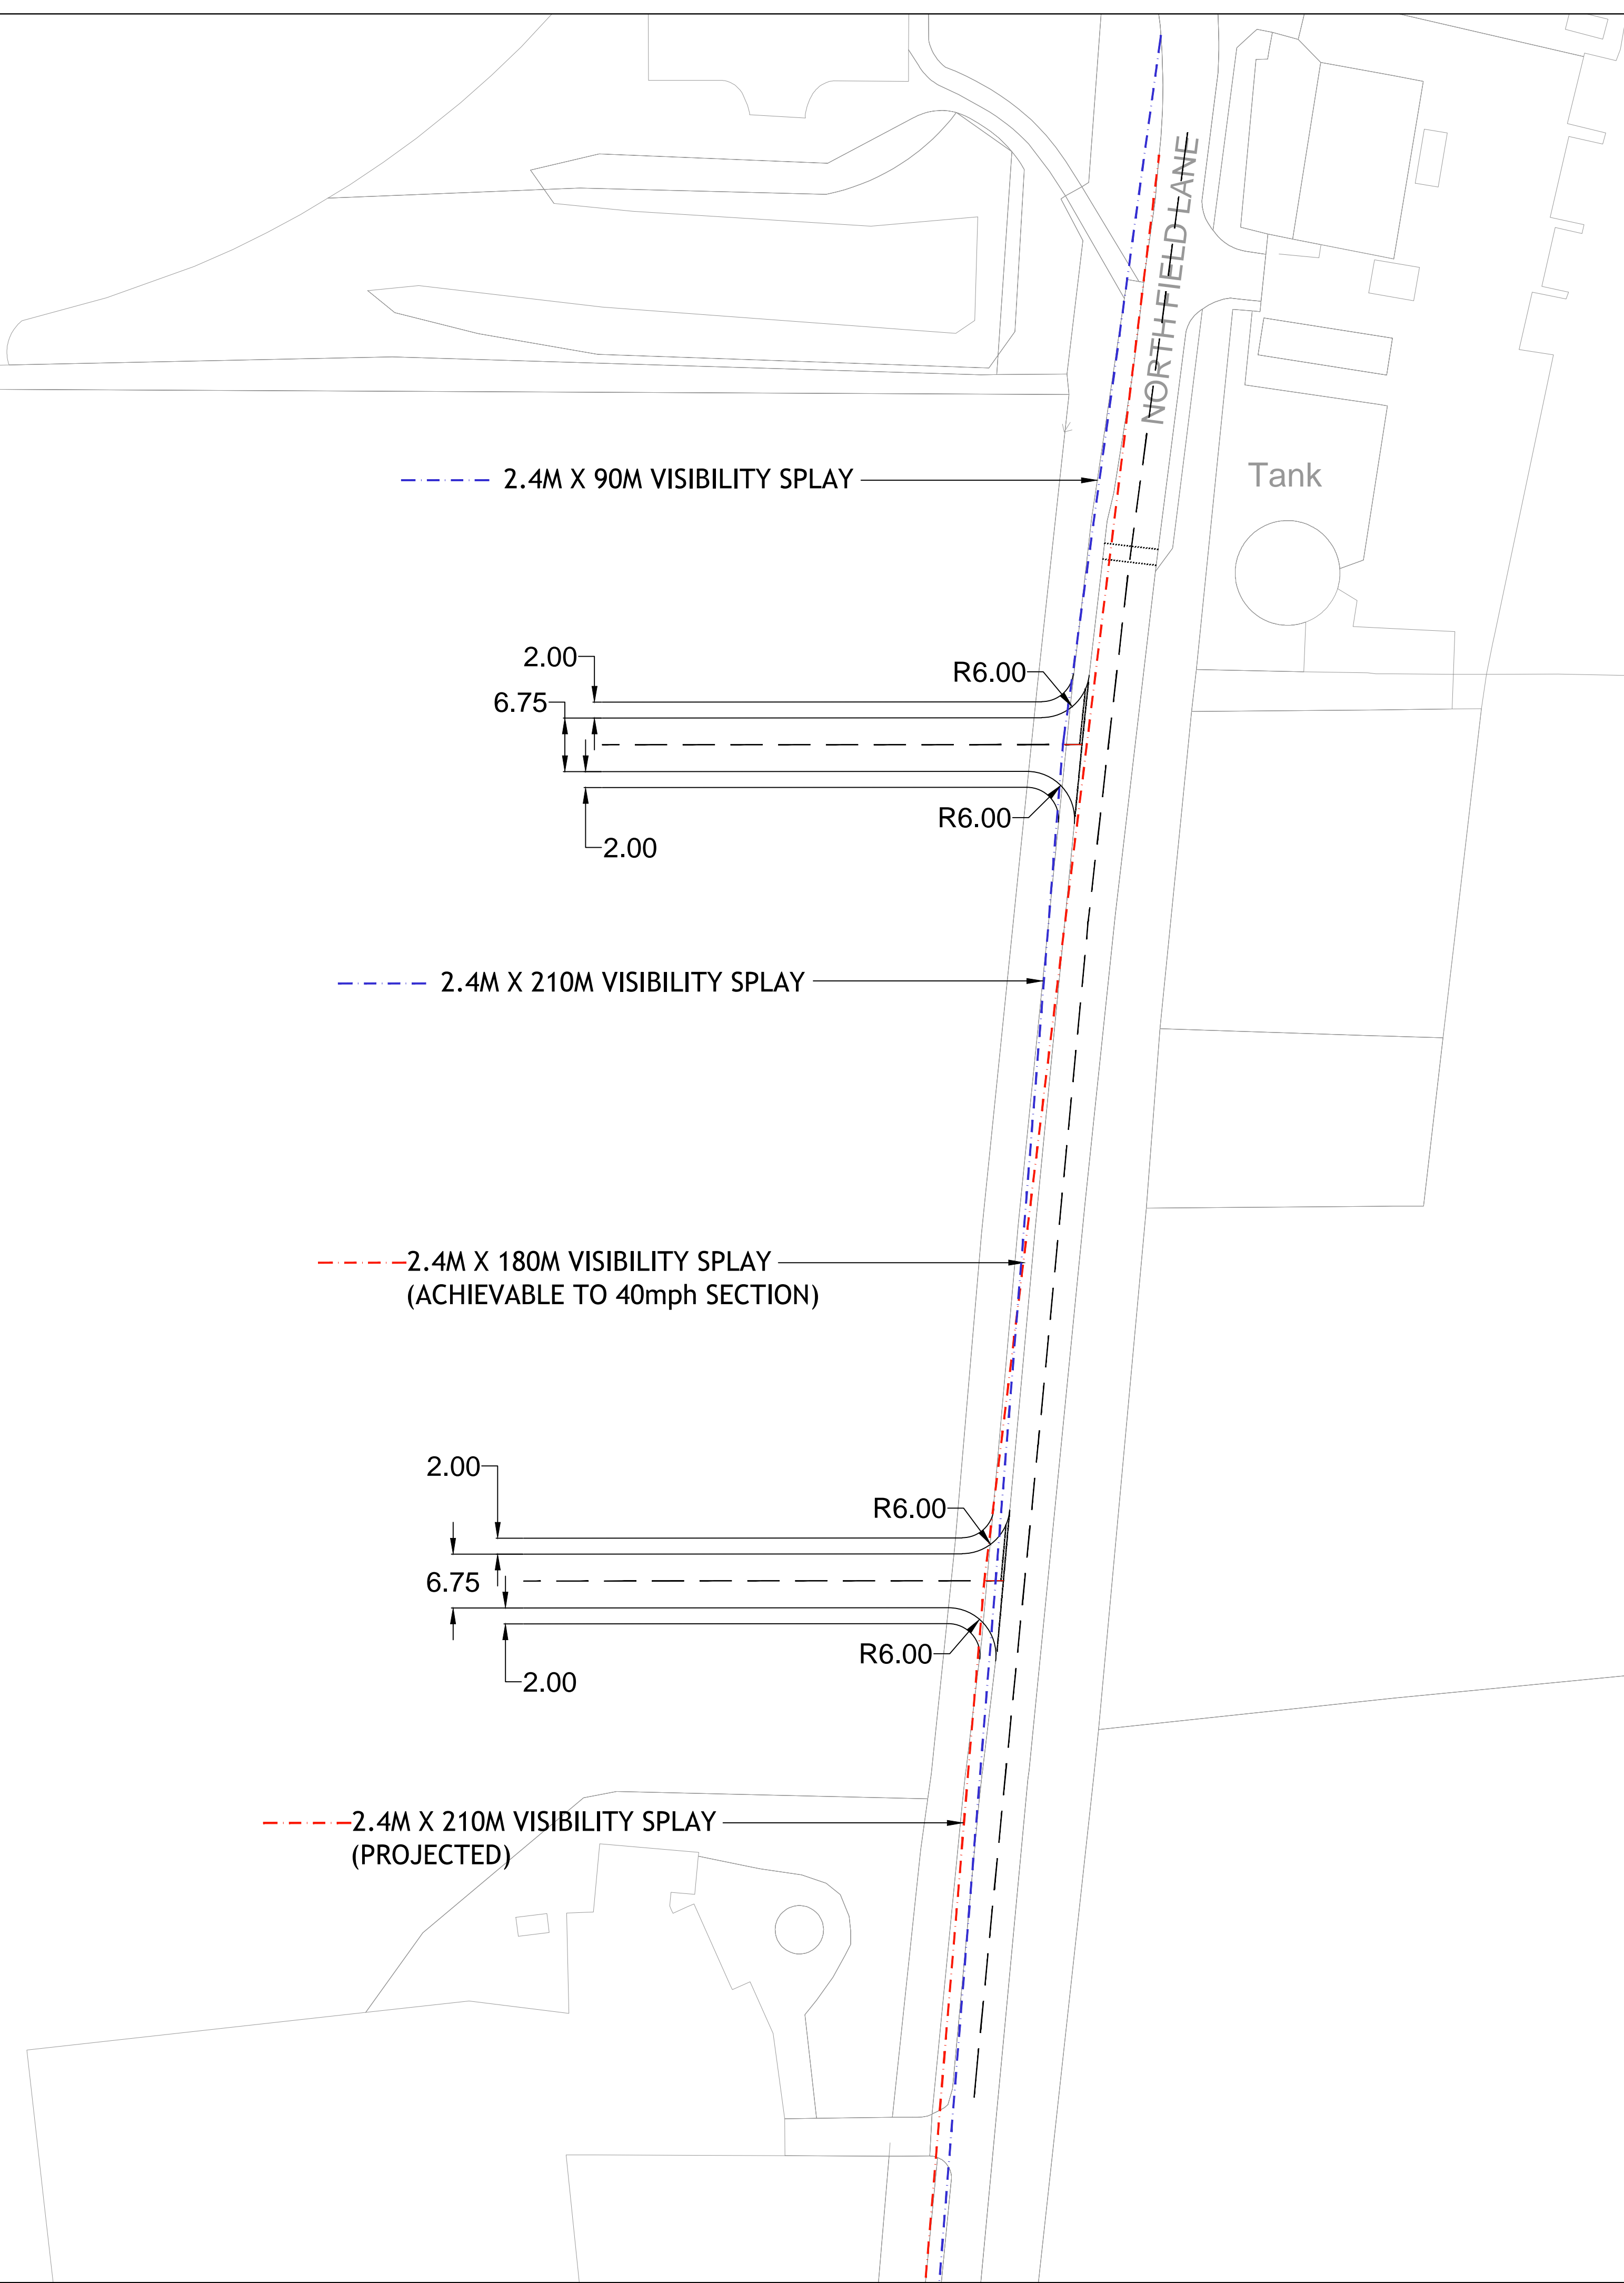 NORTHFIELD LANE
2.4M X 90M VISIBILITY SPLAY
Tank
2.00
R6.00
6.75
R6.00
2.00
2.4M X 210M VISIBILITY SPLAY
2.4M X 180M VISIBILITY SPLAY
(ACHIEVABLE TO 40mph SECTION)
2.00
R6.00
6.75
R6.00
2.00
2.4M X 210M VISIBILITY SPLAY
(PROJECTED)